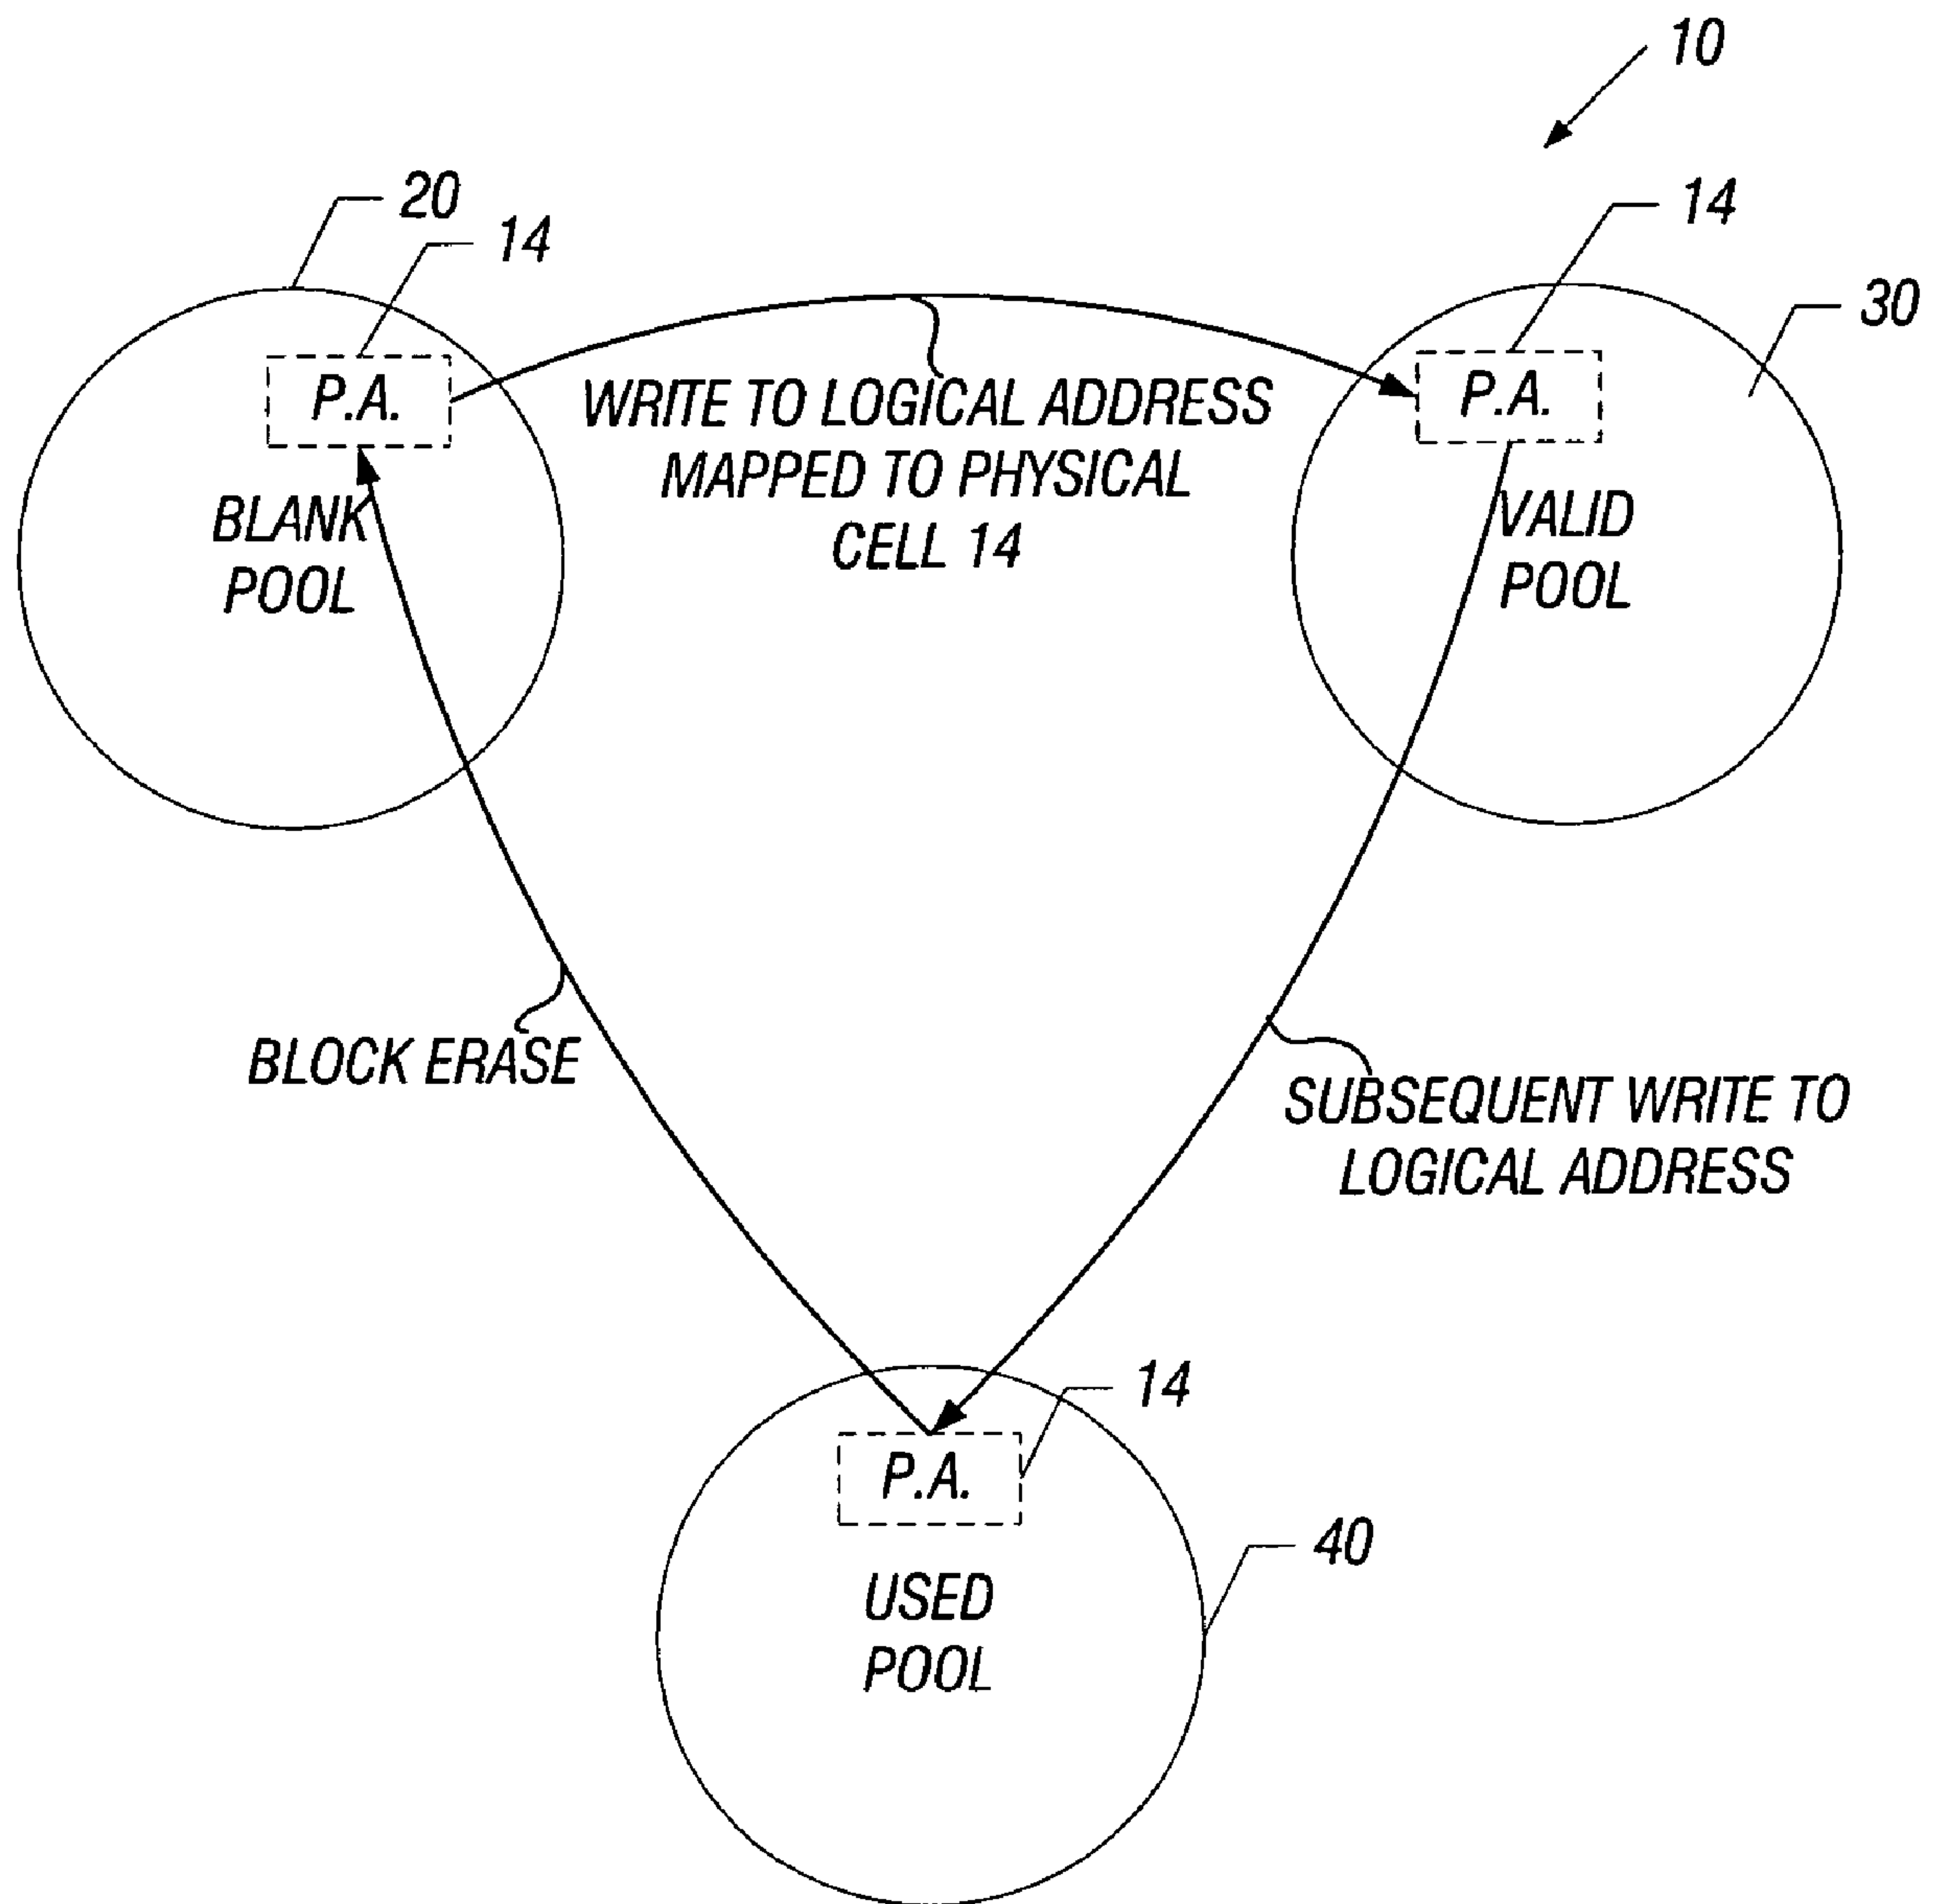 10
20
14
14
30
P.A.
P.A.
WRITE TO LOGICAL ADDRESS
MAPPED TO PHYSICAL
CELL 14
BLANK
POOL
VALID
POOL
BLOCK ERASE
SUBSEQUENT WRITE TO
LOGICAL ADDRESS
14
P.A.
40
USED
POOL